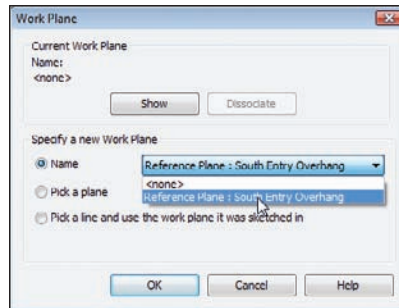 Work Plane
Current Work Plane
Name:
<none>
Show
Dissociate
Specify a new Work Plane
Name
Reference Plane : South Entry Overhang
<none>
Pick a plane
Reference Plane : South Entry Overhang
Pick a line and use the work plane it was sketched in
OK
Cancel
Help